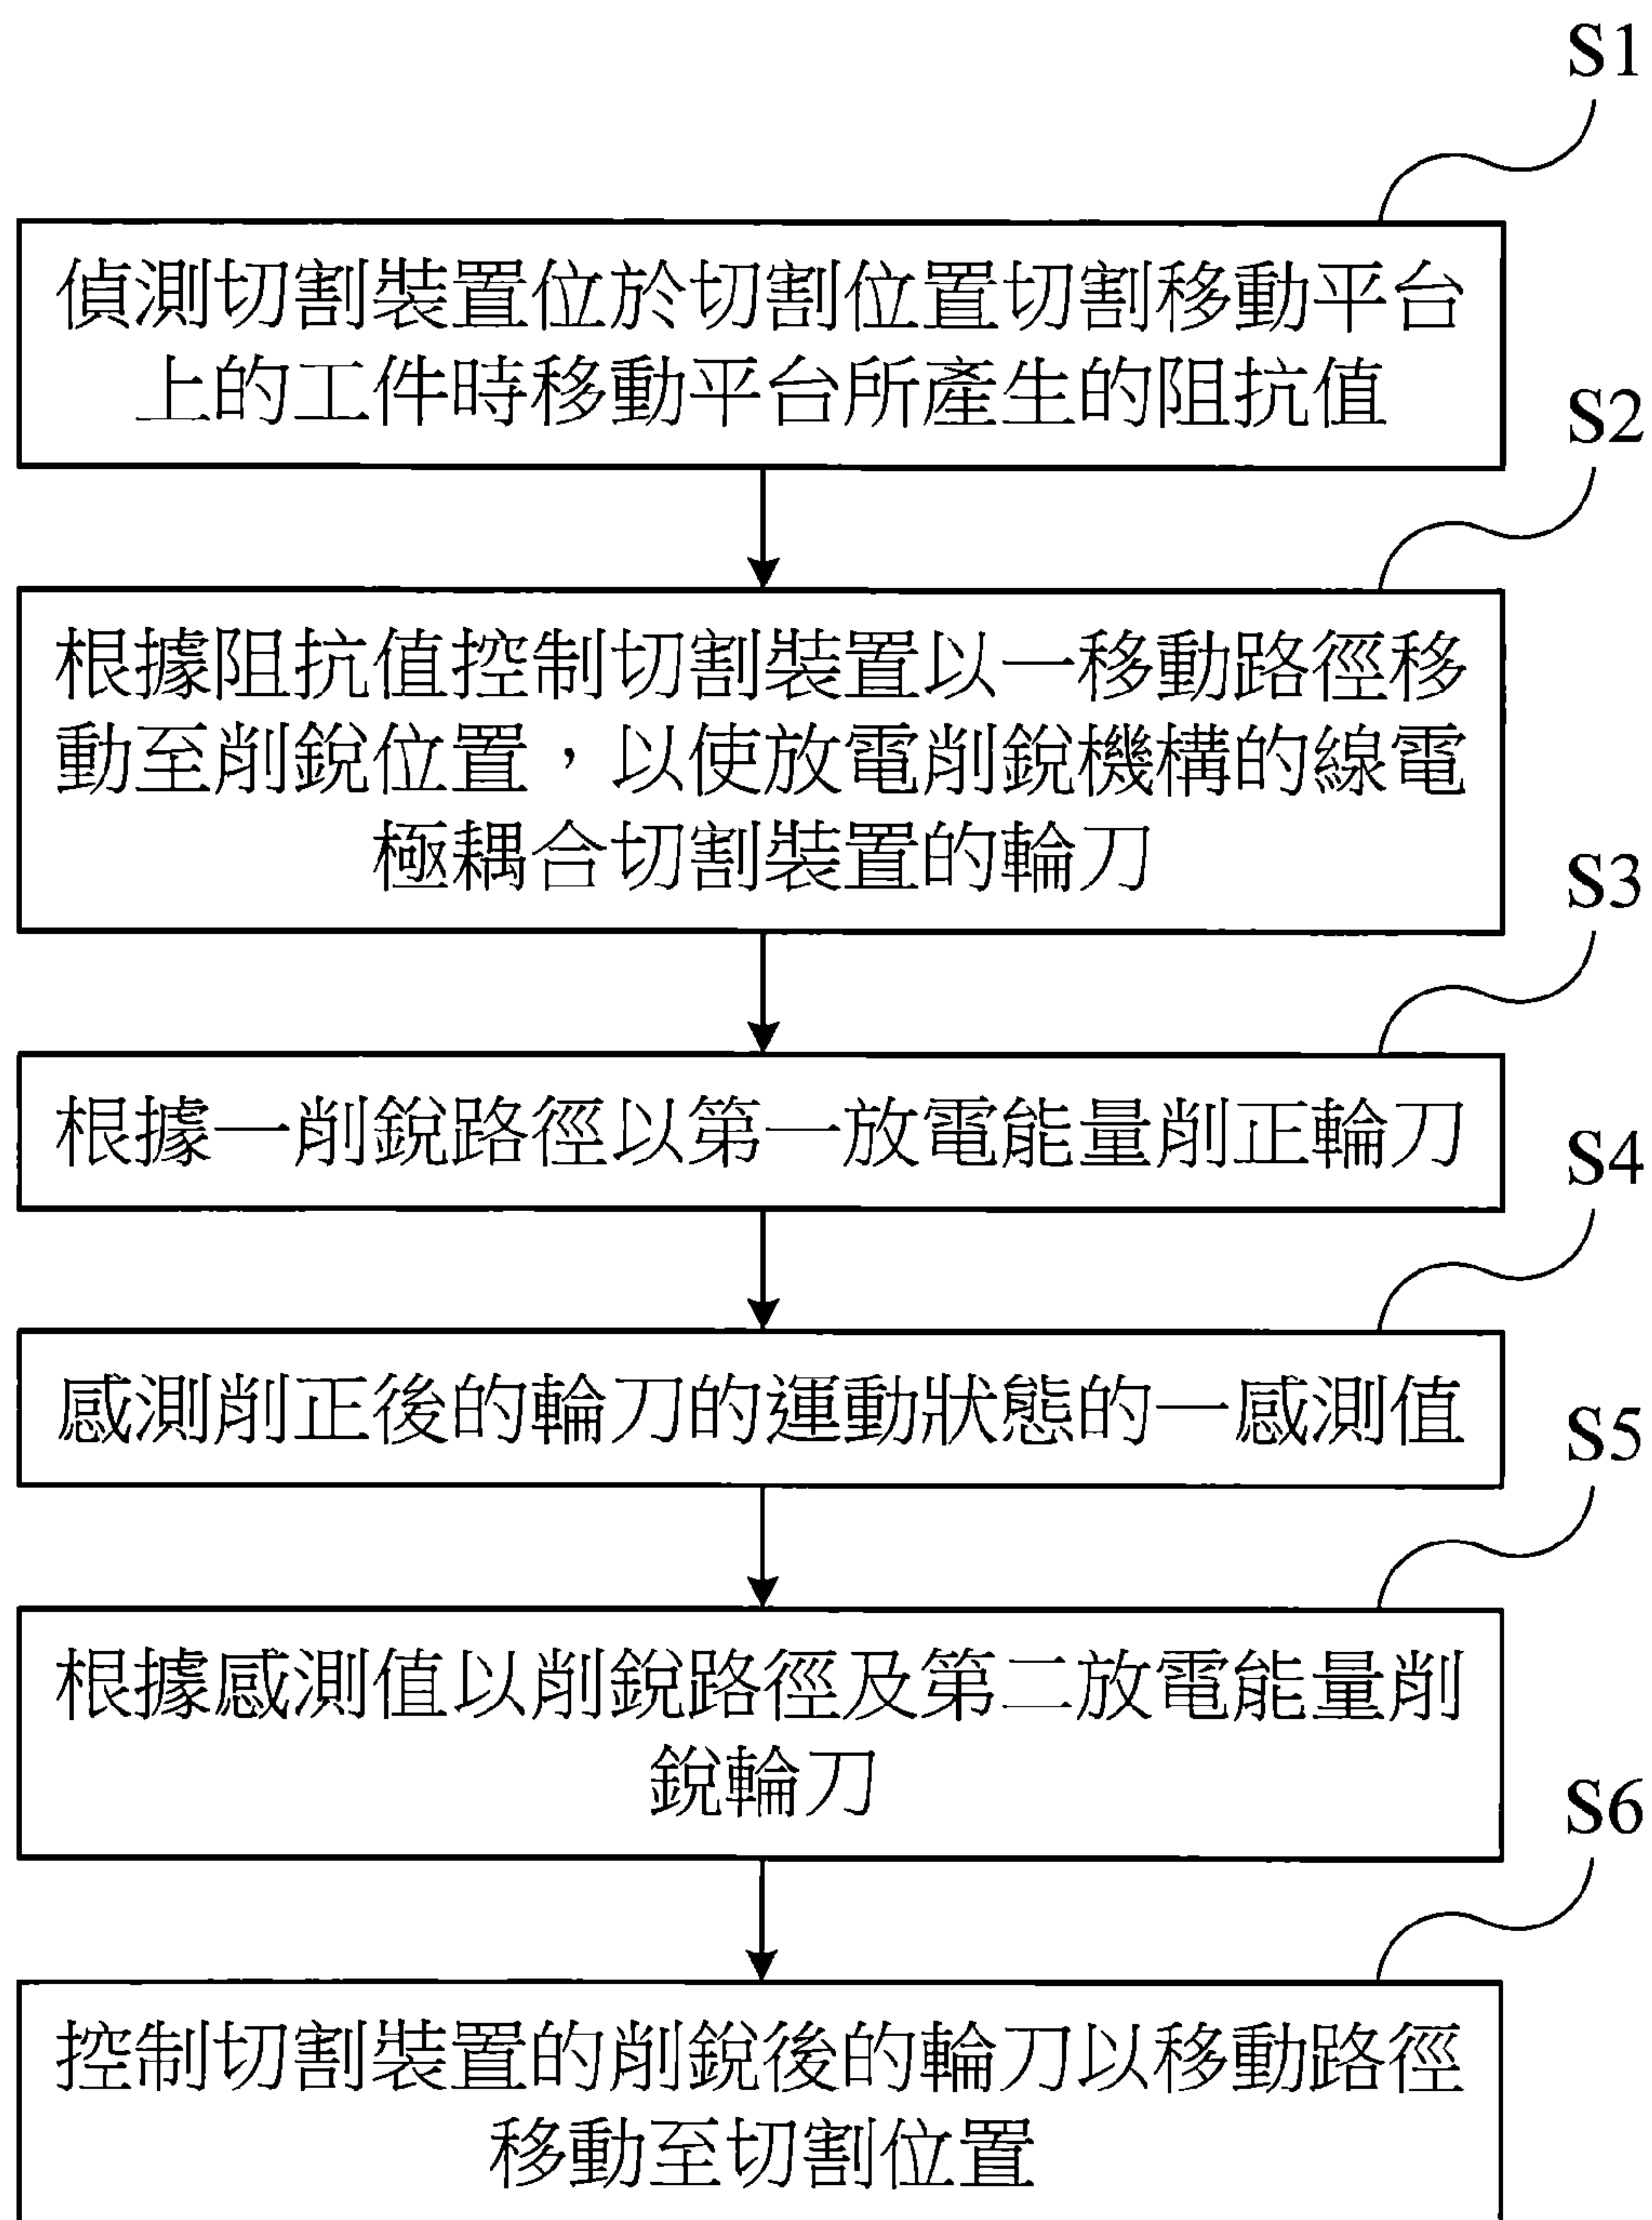 S1
偵測切割裝置位於切割位置切割移動平台
上的工件時移動平台所產生的阻抗值
S2
根據阻抗值控制切割裝置以一移動路徑移
動至削銳位置，以使放電削銳機構的線電
極耦合切割裝置的輪刀
S3
根據一削銳路徑以第一放電能量削正輪刀
S4
感測削正後的輪刀的運動狀態的一感測值
S5
根據感測值以削銳路徑及第二放電能量削
銳輪刀
S6
控制切割裝置的削銳後的輪刀以移動路徑
移動至切割位置